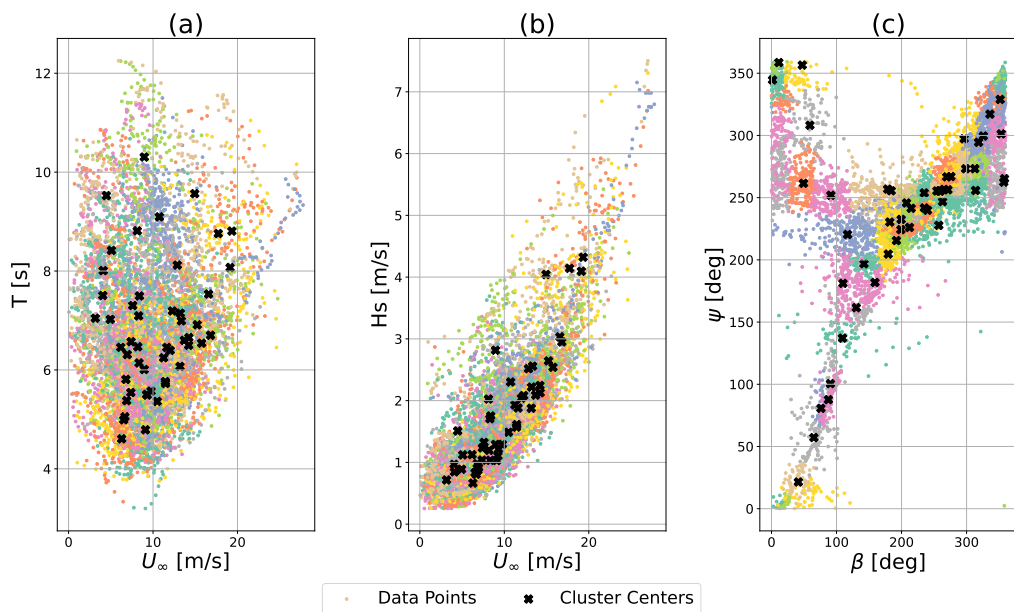 (a)
(b)
(c)
12
10
8
6
4
T [s]
0
10
20
U∞ [m/s]
7
6
5
4
3
2
1
0
Hs [m/s]
0
10
20
U∞ [m/s]
350
300
250
200
150
100
50
0
ψ [deg]
0
100
200
300
β [deg]
Data Points
Cluster Centers